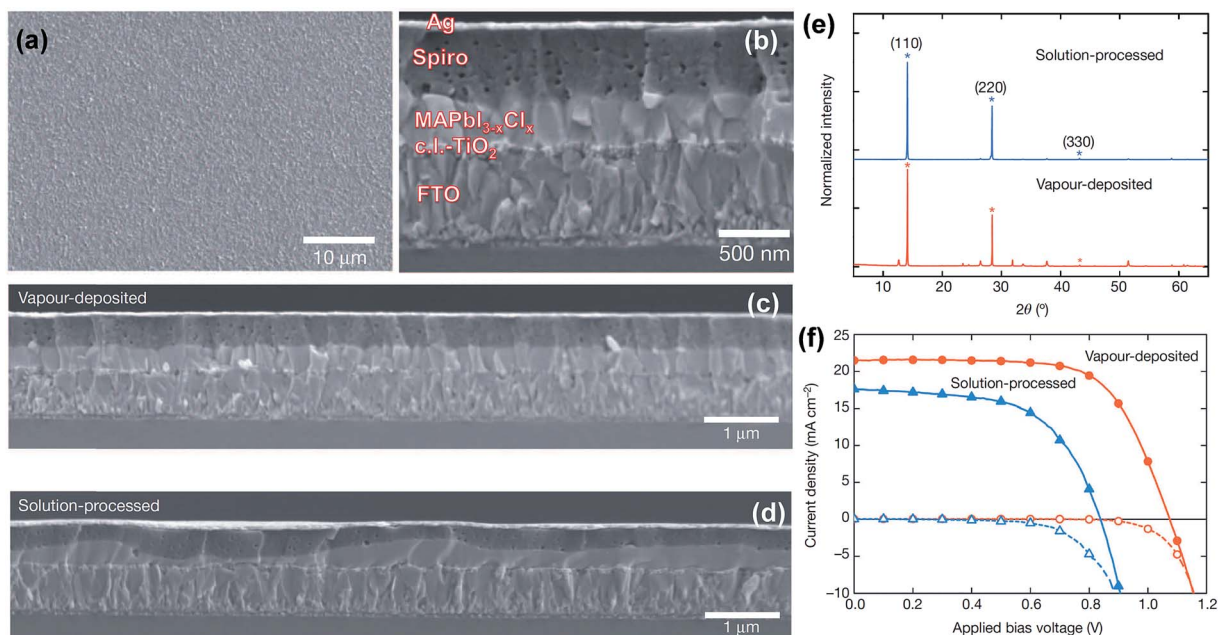 (a)
10 μm
(b)
Ag
Spiro
MAPbI₃₋ₓClₓ
c.l.-TiO₂
FTO
500 nm
Vapour-deposited
(c)
1 μm
Solution-processed
(d)
1 μm
(e)
(110)
Solution-processed
*
*
(220)
(330)
*
Vapour-deposited
*
*
*
Normalized intensity
10 20 30 40 50 60
2θ (°)
(f)
25
20
15
10
5
0
−5
−10
Vapour-deposited
Solution-processed
Current density (mA cm⁻²)
0.0 0.2 0.4 0.6 0.8 1.0 1.2
Applied bias voltage (V)